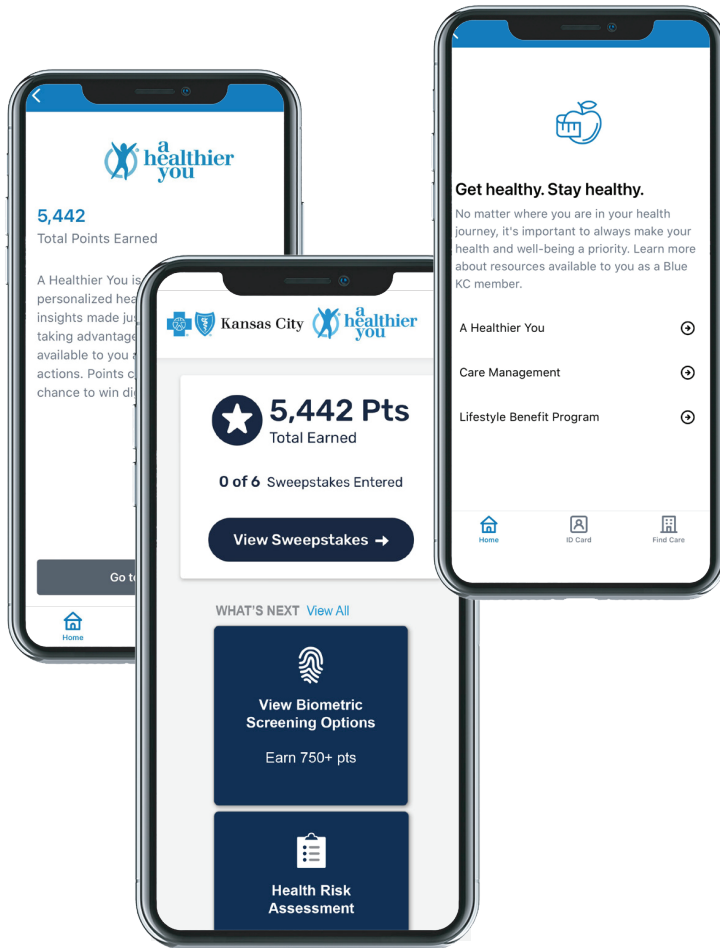 a
healthier
you
5,442
Total Points Earned
A Healthier You is
personalized hea
insights made jus
taking advantage
available to you
actions. Points c
chance to win di
Go to
Home
Kansas City
a
healthier
you
5,442 Pts
Total Earned
0 of 6 Sweepstakes Entered
View Sweepstakes →
WHAT'S NEXT View All
View Biometric
Screening Options
Earn 750+ pts
Health Risk
Assessment
Get healthy. Stay healthy.
No matter where you are in your health
journey, it's important to always make your
health and well-being a priority. Learn more
about resources available to you as a Blue
KC member.
A Healthier You
Care Management
Lifestyle Benefit Program
Home
ID Card
Find Care